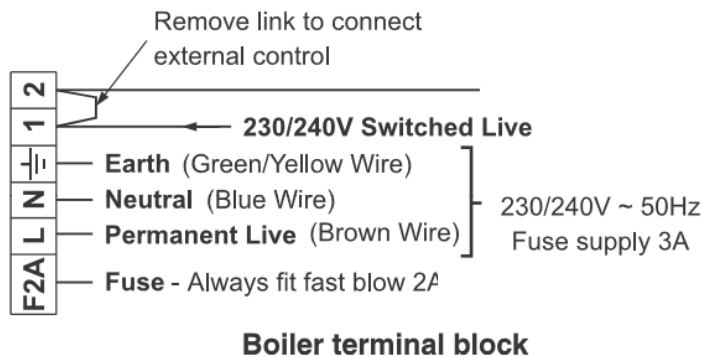 Remove link to connect
external control
2
1
230/240V Switched Live
Earth (Green/Yellow Wire)
N
Neutral (Blue Wire)
L
Permanent Live (Brown Wire)
230/240V ~ 50Hz
Fuse supply 3A
F2A
Fuse - Always fit fast blow 2A
Boiler terminal block